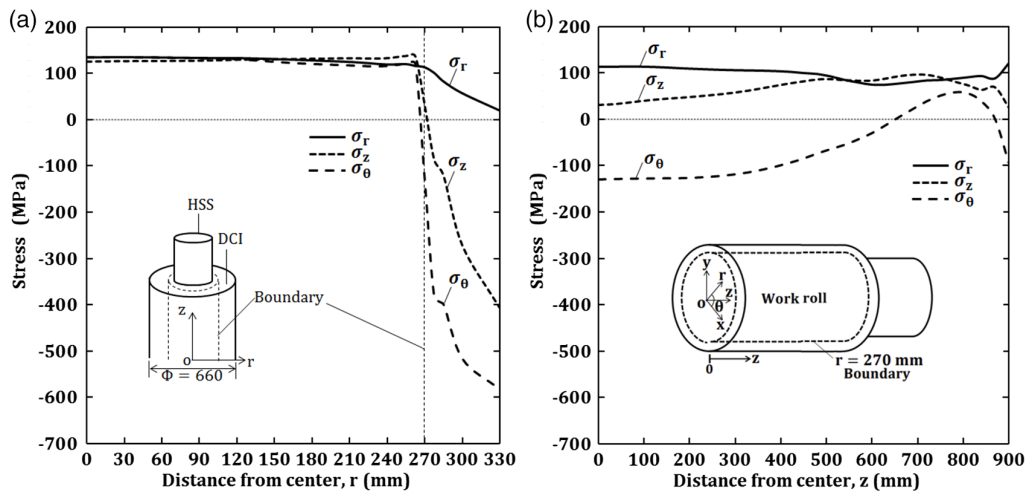 (a)
200
100
0
-100
-200
-300
-400
-500
-600
-700
Stress (MPa)
0 30 60 90 120 150 180 210 240 270 300 330
Distance from center, r (mm)
σr
σr
σz
σθ
σz
σθ
HSS
DCI
Boundary
z
o
r
Φ = 660
(b)
200
100
0
-100
-200
-300
-400
-500
-600
-700
Stress (MPa)
0 100 200 300 400 500 600 700 800 900
Distance from center, z (mm)
σr
σz
σθ
σr
σz
σθ
y
r
z
o
θ
x
Work roll
0
z
r = 270 mm
Boundary